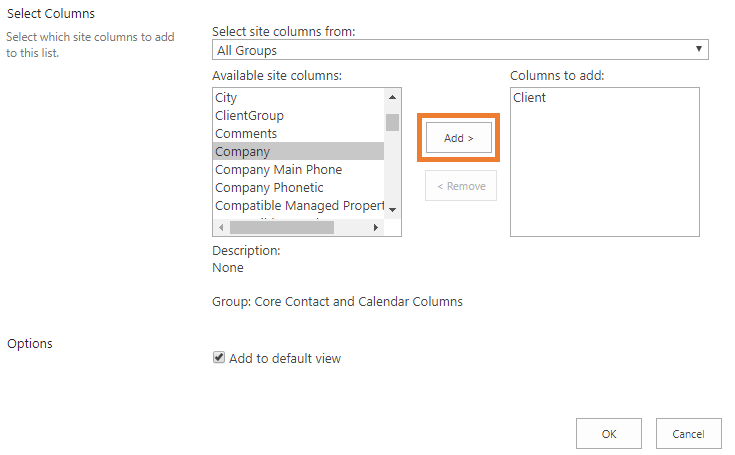 Select Columns
Select which site columns to add
to this list.
Select site columns from:
All Groups
Available site columns:
City
ClientGroup
Comments
Company
Company Main Phone
Company Phonetic
Compatible Managed Propert
Add >
< Remove
Columns to add:
Client
Description:
None
Group: Core Contact and Calendar Columns
Options
Add to default view
OK
Cancel